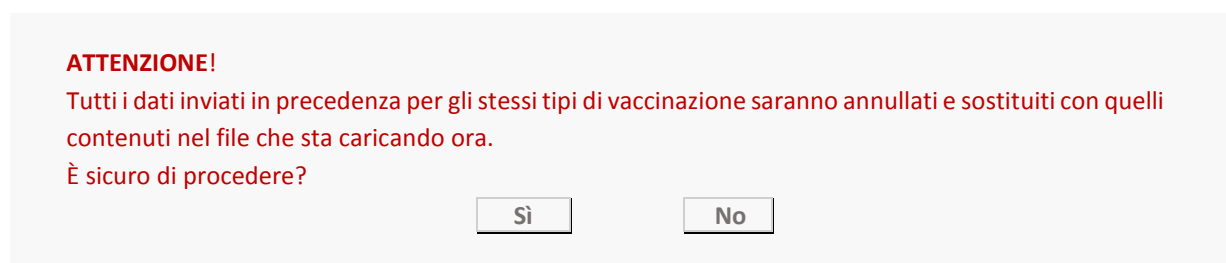 ATTENZIONE!
Tutti i dati inviati in precedenza per gli stessi tipi di vaccinazione saranno annullati e sostituiti con quelli
contenuti nel file che sta caricando ora.
È sicuro di procedere?
Sì No